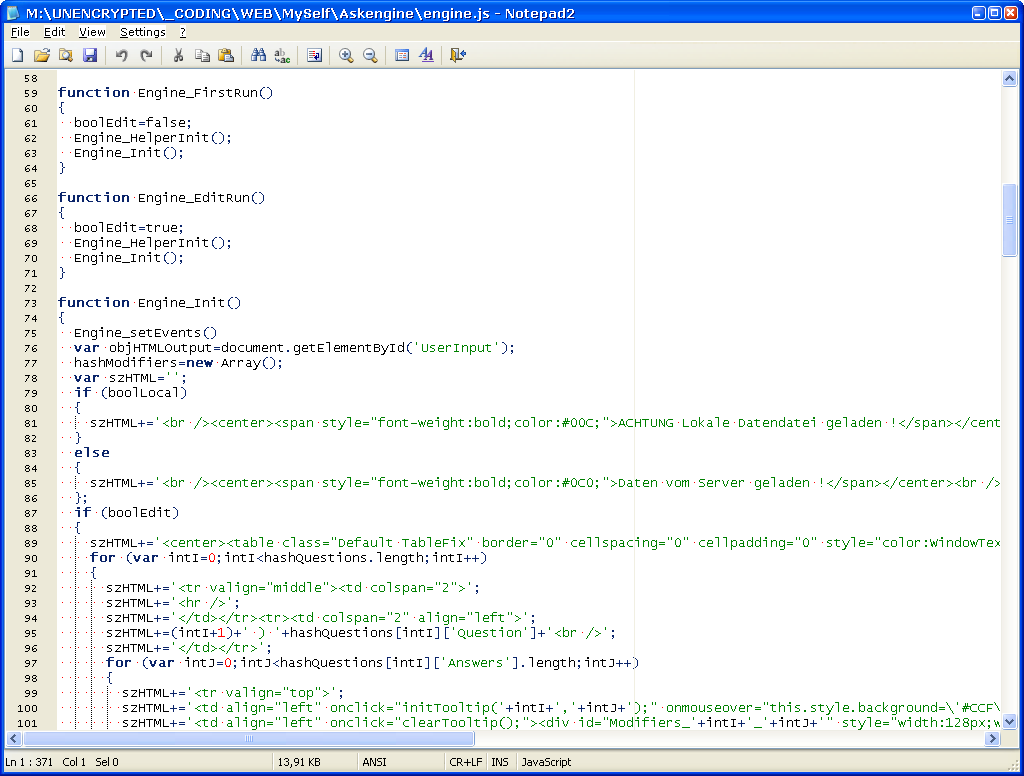 M:\UNENCRYPTED\_CODING\WEB\MySelf\Askengine\engine.js - Notepad2
File Edit View Settings ?
58
59 function Engine_FirstRun()
60 {
61 boolEdit=false;
62 Engine_HelperInit();
63 Engine_Init();
64 }
65
66 function Engine_EditRun()
67 {
68 boolEdit=true;
69 Engine_HelperInit();
70 Engine_Init();
71 }
72
73 function Engine_Init()
74 {
75 Engine_setEvents()
76 var objHTMLOutput=document.getElementById('UserInput');
77 hashModifiers=new Array();
78 var szHTML='';
79 if (boolLocal)
80 {
81 szHTML+='<br /><center><span style="font-weight:bold;color:#00C;">ACHTUNG Lokale Datendatei geladen !</span></cent
82 }
83 else
84 {
85 szHTML+='<br /><center><span style="font-weight:bold;color:#0C0;">Daten vom Server geladen !</span></center><br />
86 };
87 if (boolEdit)
88 {
89 szHTML+='<center><table class="Default TableFix" border="0" cellspacing="0" cellpadding="0" style="color:WindowTex
90 for (var intI=0;intI<hashQuestions.length;intI++)
91 {
92 szHTML+='<tr valign="middle"><td colspan="2">';
93 szHTML+='<hr />';
94 szHTML+='</td></tr><tr><td colspan="2" align="left">';
95 szHTML+=(intI+1)+' ) '+hashQuestions[intI]['Question']+'<br />';
96 szHTML+='</td></tr>';
97 for (var intJ=0;intJ<hashQuestions[intI]['Answers'].length;intJ++)
98 {
99 szHTML+='<tr valign="top">';
100 szHTML+='<td align="left" onclick="initTooltip('+intI+','+intJ+');" onmouseover="this.style.background=\'#CCF\
101 szHTML+='<td align="left" onclick="clearTooltip();"><div id="Modifiers_'+intI+'_'+intJ+'" style="width:128px;w
Ln 1 : 371 Col 1 Sel 0 13,91 KB ANSI CR+LF INS JavaScript